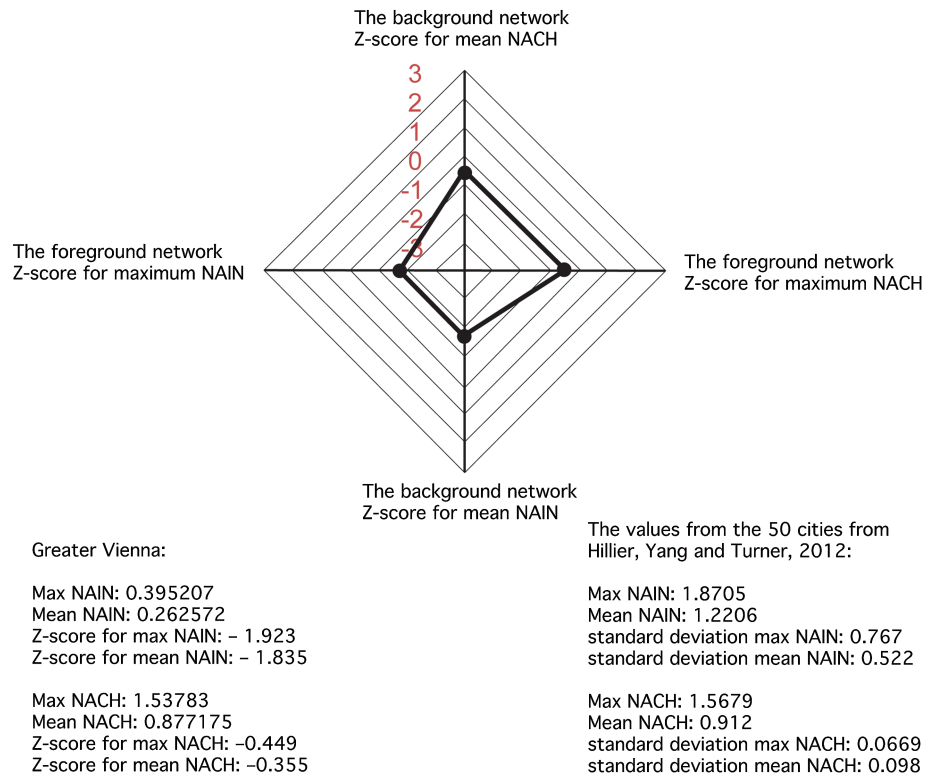 The background network
Z-score for mean NACH
3
2
1
0
-1
-2
-3
The foreground network
Z-score for maximum NAIN
The foreground network
Z-score for maximum NACH
The background network
Z-score for mean NAIN
Greater Vienna:
Max NAIN: 0.395207
Mean NAIN: 0.262572
Z-score for max NAIN: – 1.923
Z-score for mean NAIN: – 1.835
Max NACH: 1.53783
Mean NACH: 0.877175
Z-score for max NACH: –0.449
Z-score for mean NACH: –0.355
The values from the 50 cities from
Hillier, Yang and Turner, 2012:
Max NAIN: 1.8705
Mean NAIN: 1.2206
standard deviation max NAIN: 0.767
standard deviation mean NAIN: 0.522
Max NACH: 1.5679
Mean NACH: 0.912
standard deviation max NACH: 0.0669
standard deviation mean NACH: 0.098